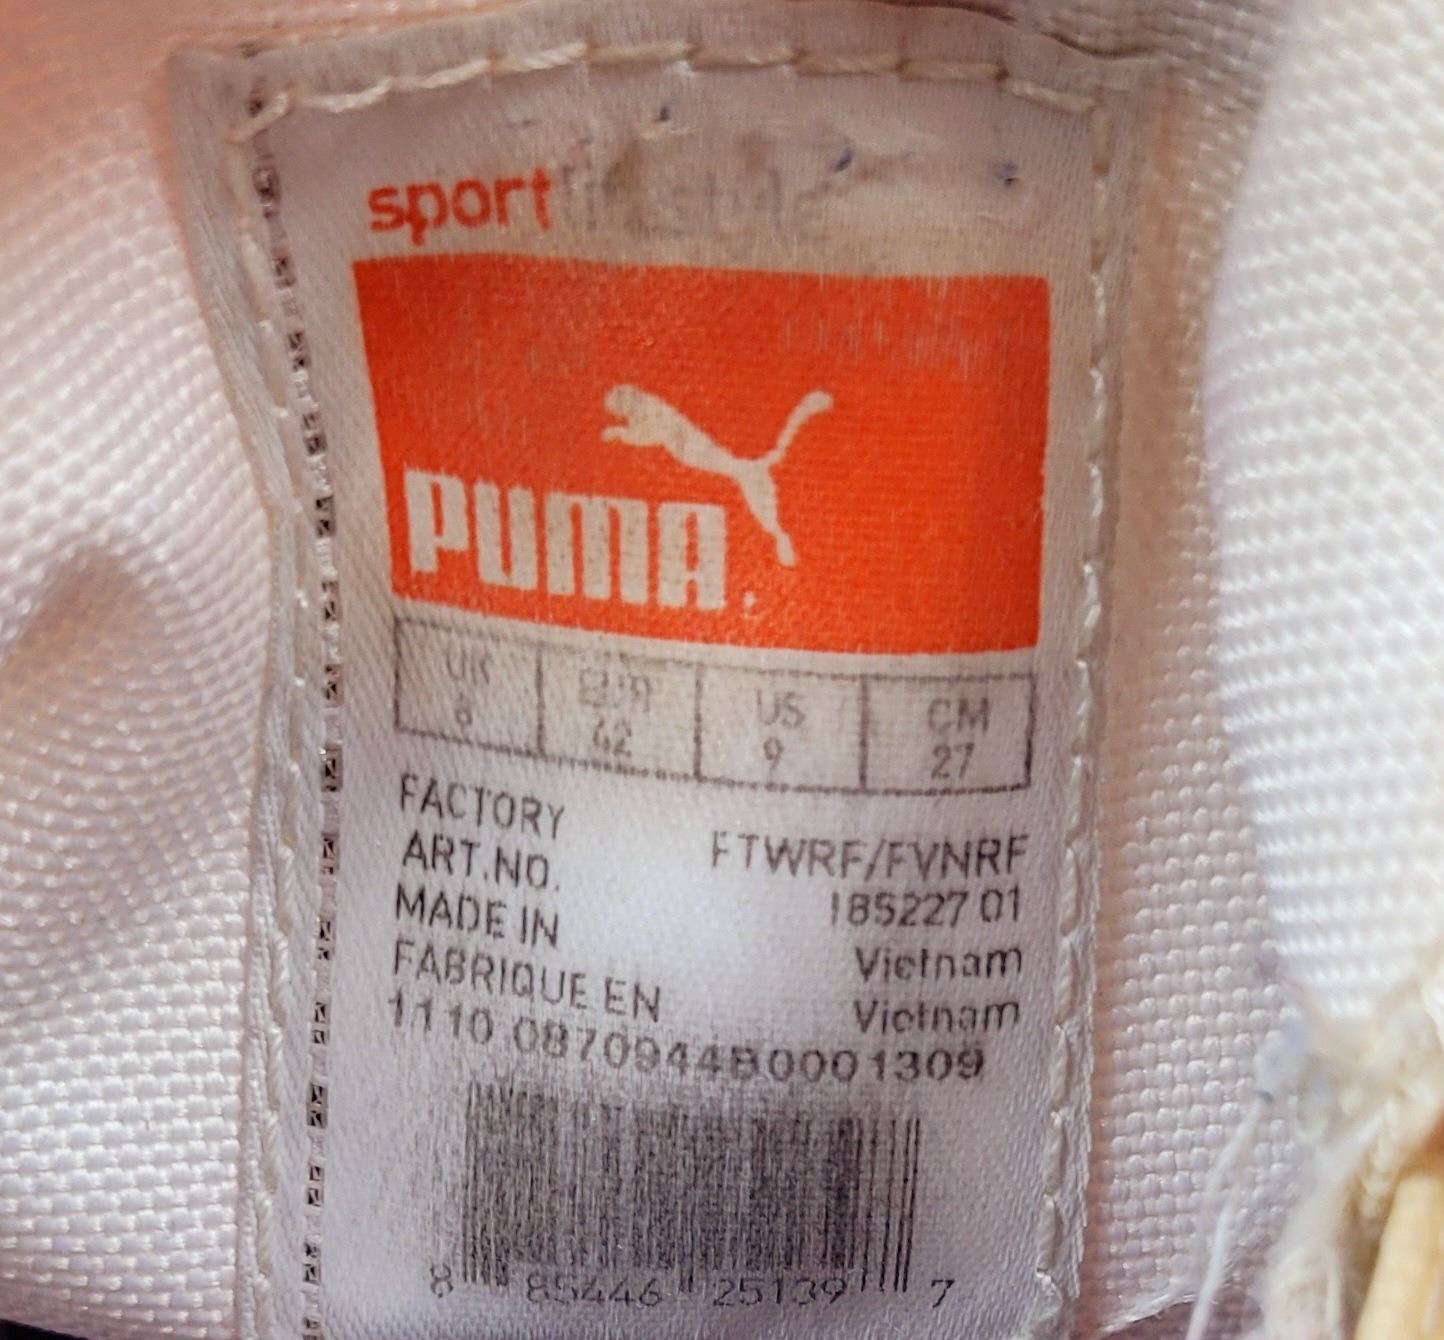 sportlifestyle
PUMA
UK EUR US CM
8 42 9 27
FACTORY FTWRF/FVNRF
ART.NO. 185227 01
MADE IN Vietnam
FABRIQUE EN Vietnam
1110 0870944B0001309
8 85446 25139 7